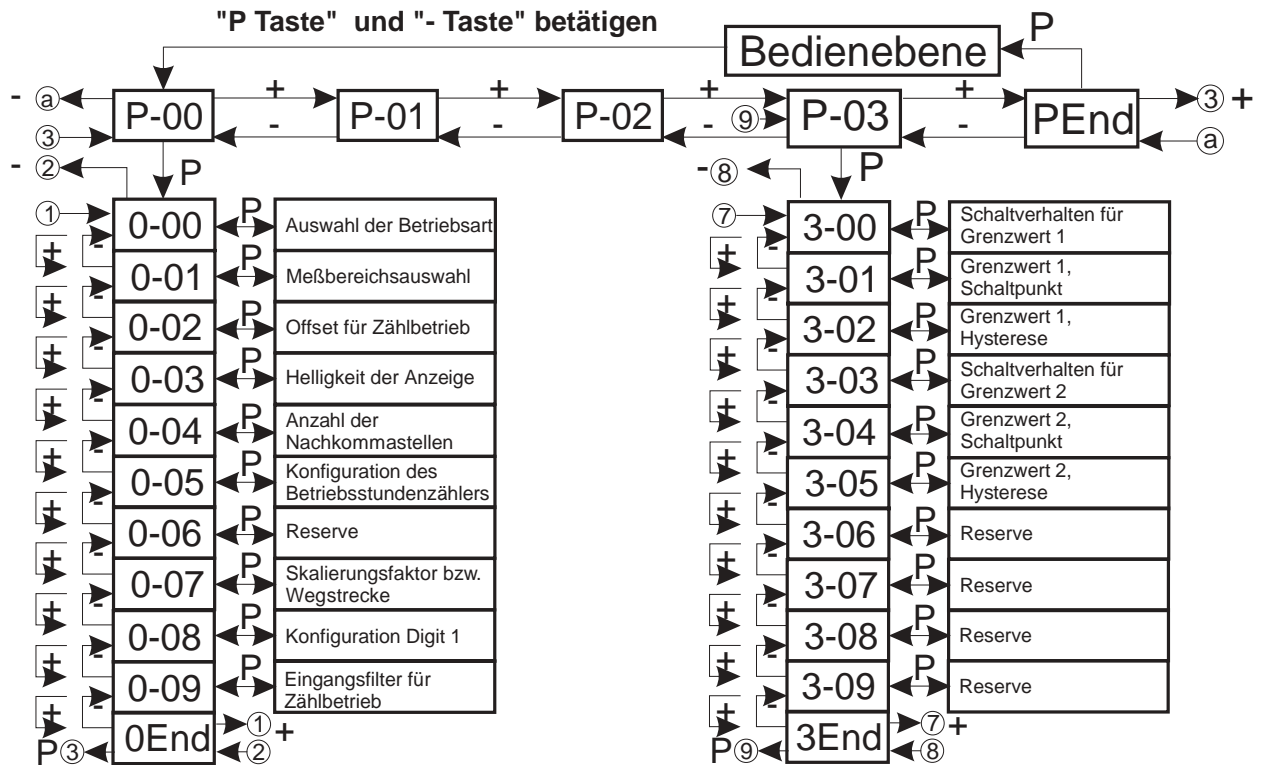 "P Taste" und "- Taste" betätigen
Bedienebene
P
- a
P-00
+
-
P-01
+
-
P-02
+
-
9
P-03
+
-
PEnd
3 +
a
3
- 2
P
- 8
P
1
0-00
P
Auswahl der Betriebsart
+ -
0-01
P
Meßbereichsauswahl
+ -
0-02
P
Offset für Zählbetrieb
+ -
0-03
P
Helligkeit der Anzeige
+ -
0-04
P
Anzahl der
Nachkommastellen
+ -
0-05
P
Konfiguration des
Betriebsstundenzählers
+ -
0-06
P
Reserve
+ -
0-07
P
Skalierungsfaktor bzw.
Wegstrecke
+ -
0-08
P
Konfiguration Digit 1
+ -
0-09
P
Eingangsfilter für
Zählbetrieb
+ -
0End
1 +
P 3
2
7
3-00
P
Schaltverhalten für
Grenzwert 1
+ -
3-01
P
Grenzwert 1,
Schaltpunkt
+ -
3-02
P
Grenzwert 1,
Hysterese
+ -
3-03
P
Schaltverhalten für
Grenzwert 2
+ -
3-04
P
Grenzwert 2,
Schaltpunkt
+ -
3-05
P
Grenzwert 2,
Hysterese
+ -
3-06
P
Reserve
+ -
3-07
P
Reserve
+ -
3-08
P
Reserve
+ -
3-09
P
Reserve
+ -
3End
7 +
P 9
8